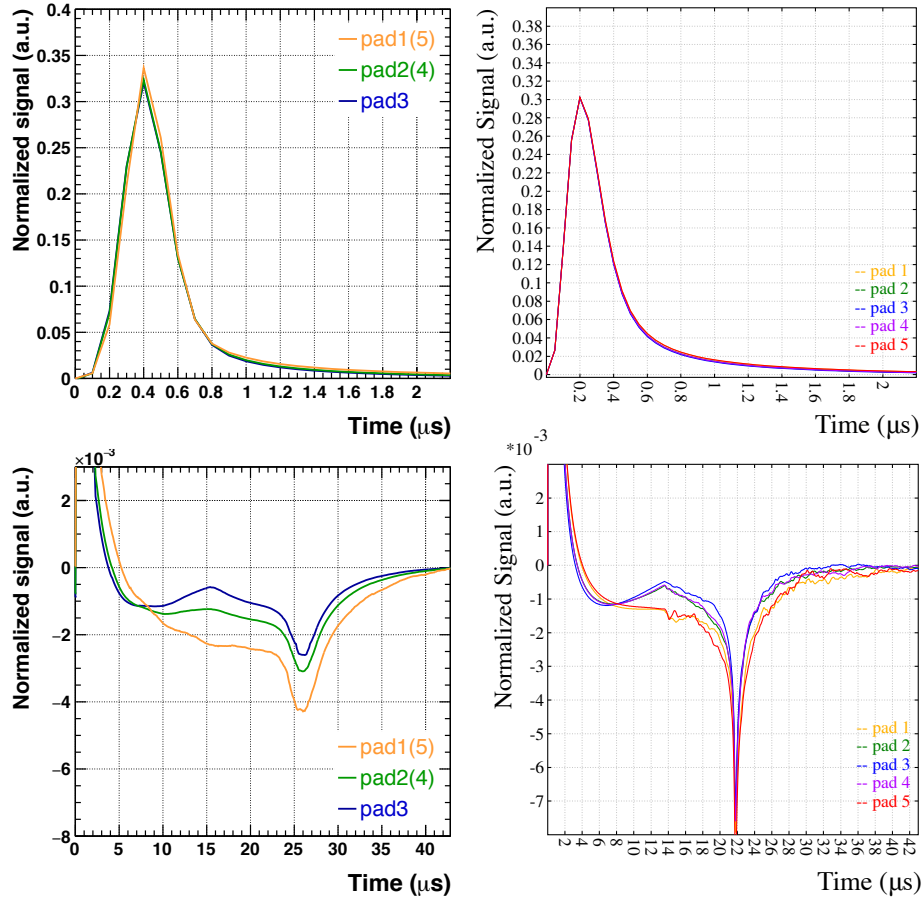 Normalized signal (a.u.)
0.4
0.35
0.3
0.25
0.2
0.15
0.1
0.05
0
pad1(5)
pad2(4)
pad3
0 0.2 0.4 0.6 0.8 1 1.2 1.4 1.6 1.8 2
Time (μs)
Normalized Signal (a.u.)
0.38
0.36
0.34
0.32
0.3
0.28
0.26
0.24
0.22
0.2
0.18
0.16
0.14
0.12
0.1
0.08
0.06
0.04
0.02
0
-- pad 1
-- pad 2
-- pad 3
-- pad 4
-- pad 5
0.2 0.4 0.6 0.8 1 1.2 1.4 1.6 1.8 2
Time (μs)
×10⁻³
Normalized signal (a.u.)
2
0
−2
−4
−6
−8
pad1(5)
pad2(4)
pad3
0 5 10 15 20 25 30 35 40
Time (μs)
*10⁻³
Normalized Signal (a.u.)
2
1
0
-1
-2
-3
-4
-5
-6
-7
-- pad 1
-- pad 2
-- pad 3
-- pad 4
-- pad 5
2 4 6 8 10 12 14 16 18 20 22 24 26 28 30 32 34 36 38 40 42
Time (μs)